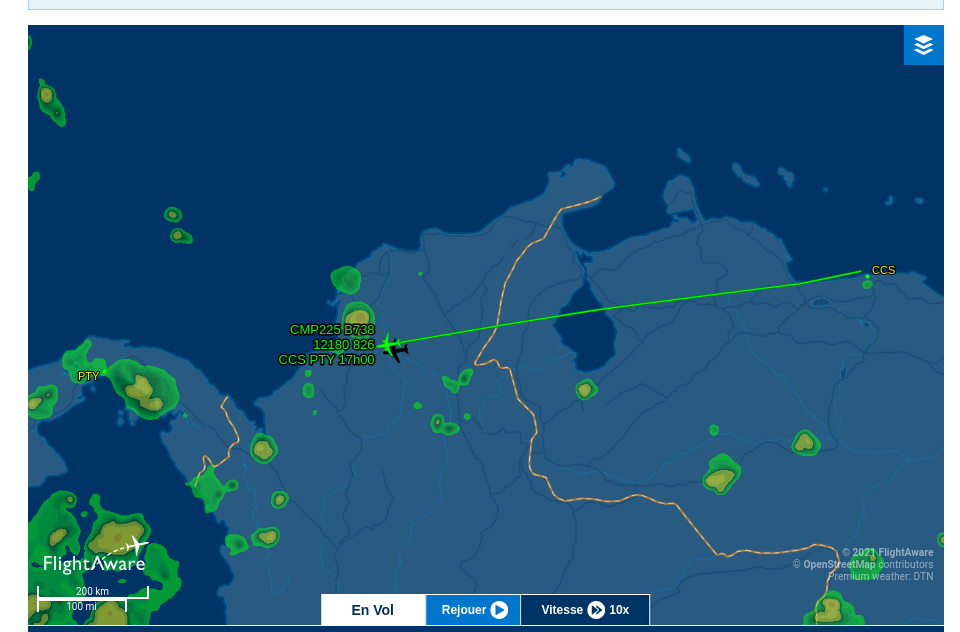 CCS
CMP225 B738
12180 826
CCS PTY 17h00
PTY
© 2021 FlightAware
© OpenStreetMap contributors
Premium weather: DTN
FlightAware
200 km
100 mi
En Vol
Rejouer
Vitesse 10x